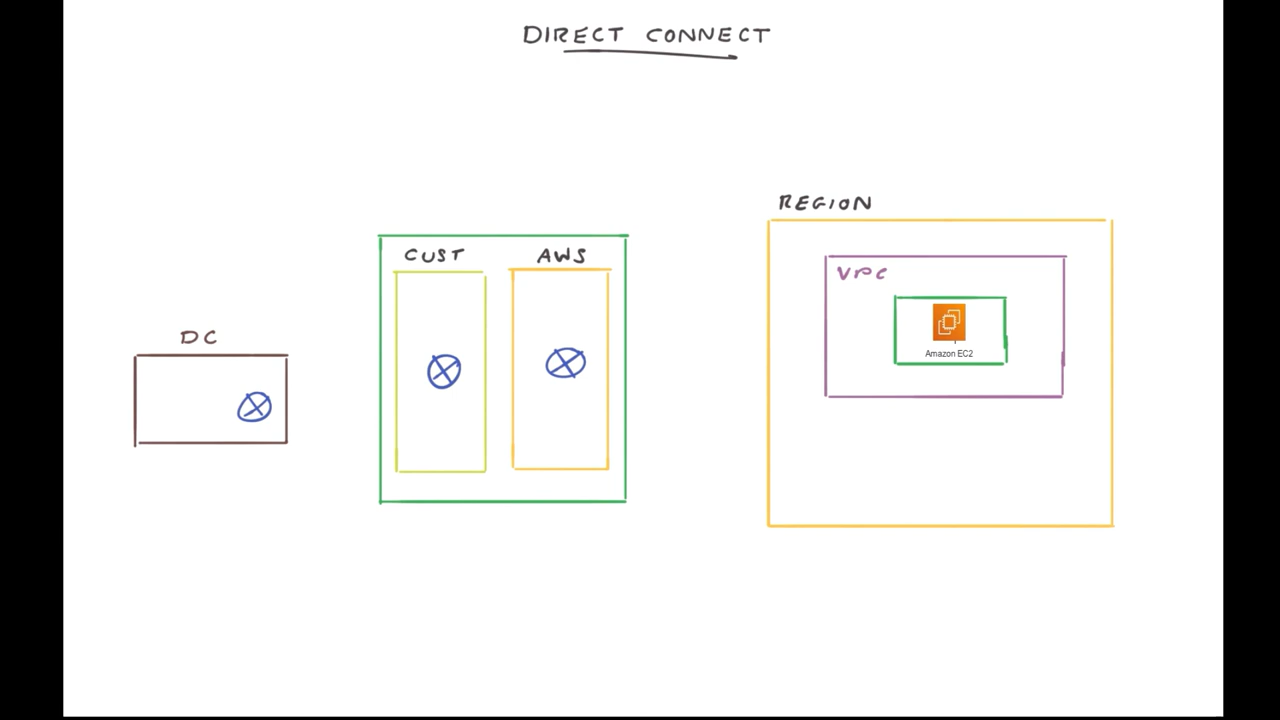 DIRECT CONNECT
REGION
CUST
AWS
VPC
Amazon EC2
DC